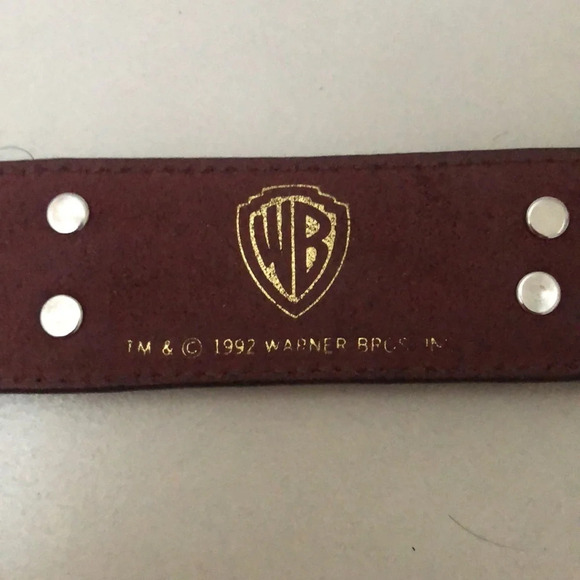 WB
TM & © 1992 WARNER BROS. IN